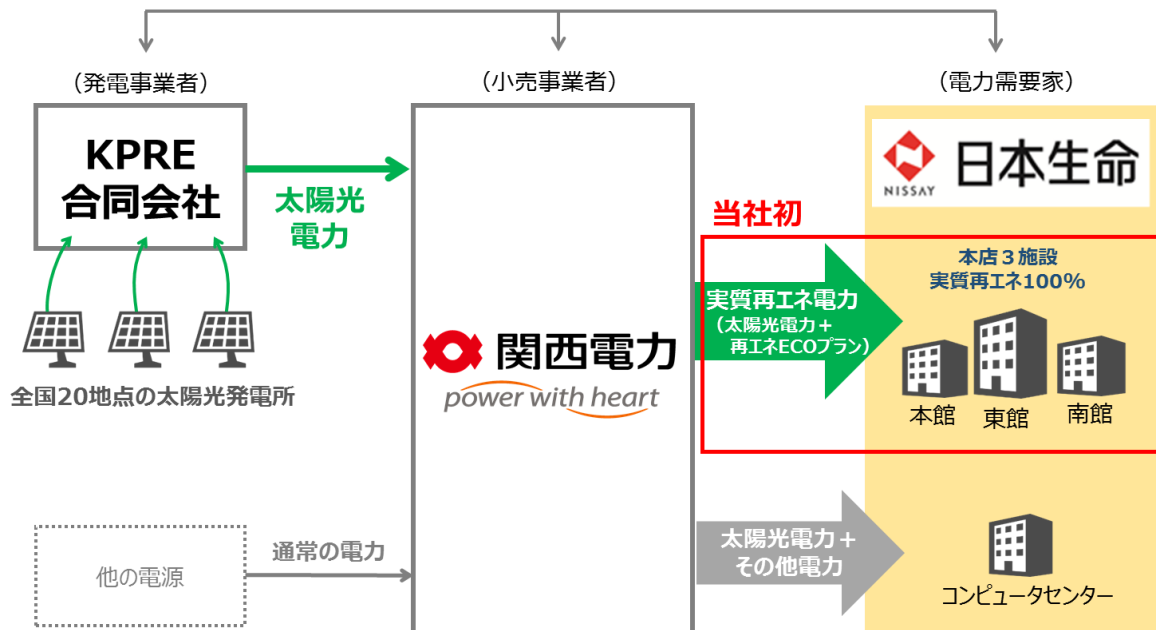 （発電事業者）
（小売事業者）
（電力需要家）
KPRE
合同会社
太陽光
電力
全国20地点の太陽光発電所
関西電力
power with heart
NISSAY
日本生命
当社初
実質再エネ電力
（太陽光電力＋
再エネECOプラン）
本店３施設
実質再エネ100％
本館
東館
南館
他の電源
通常の電力
太陽光電力＋
その他電力
コンピュータセンター